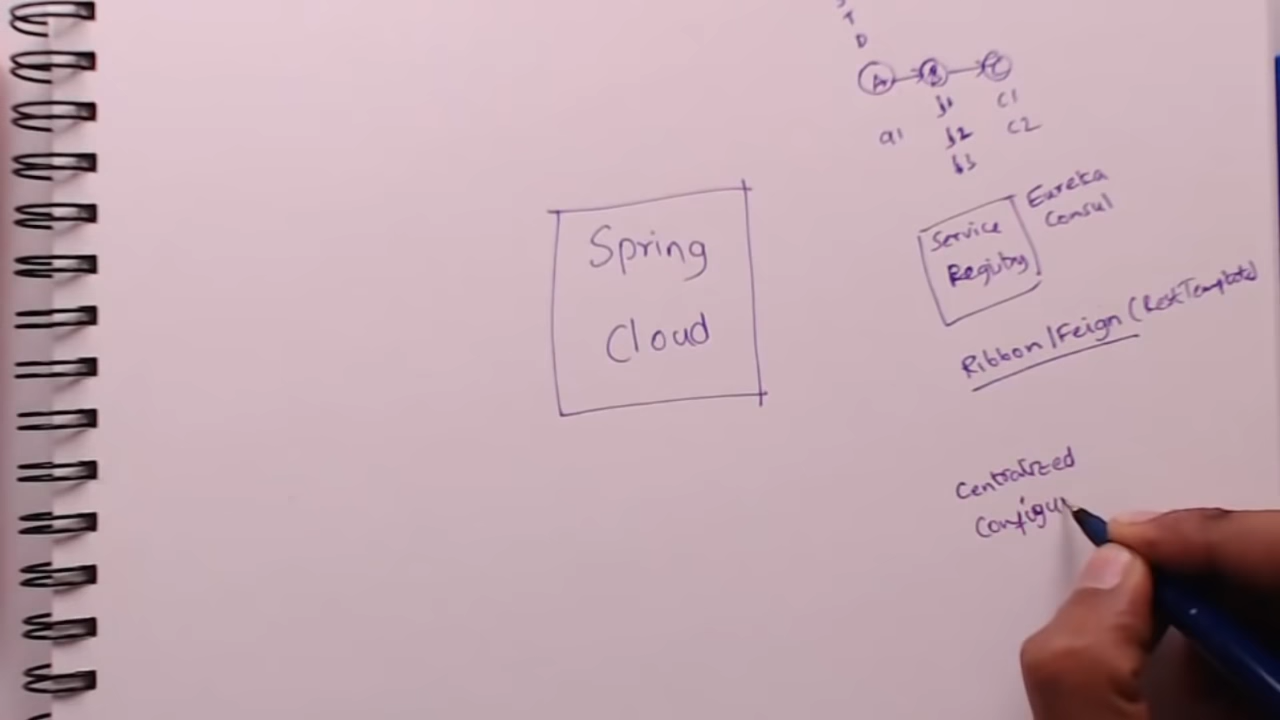 T
D
A B C
b1 C1
a1 b2 C2
b3
Eureka
Consul
Service
Registry
Ribbon/Feign (RestTemplate)
Spring
Cloud
Centralized
Configu